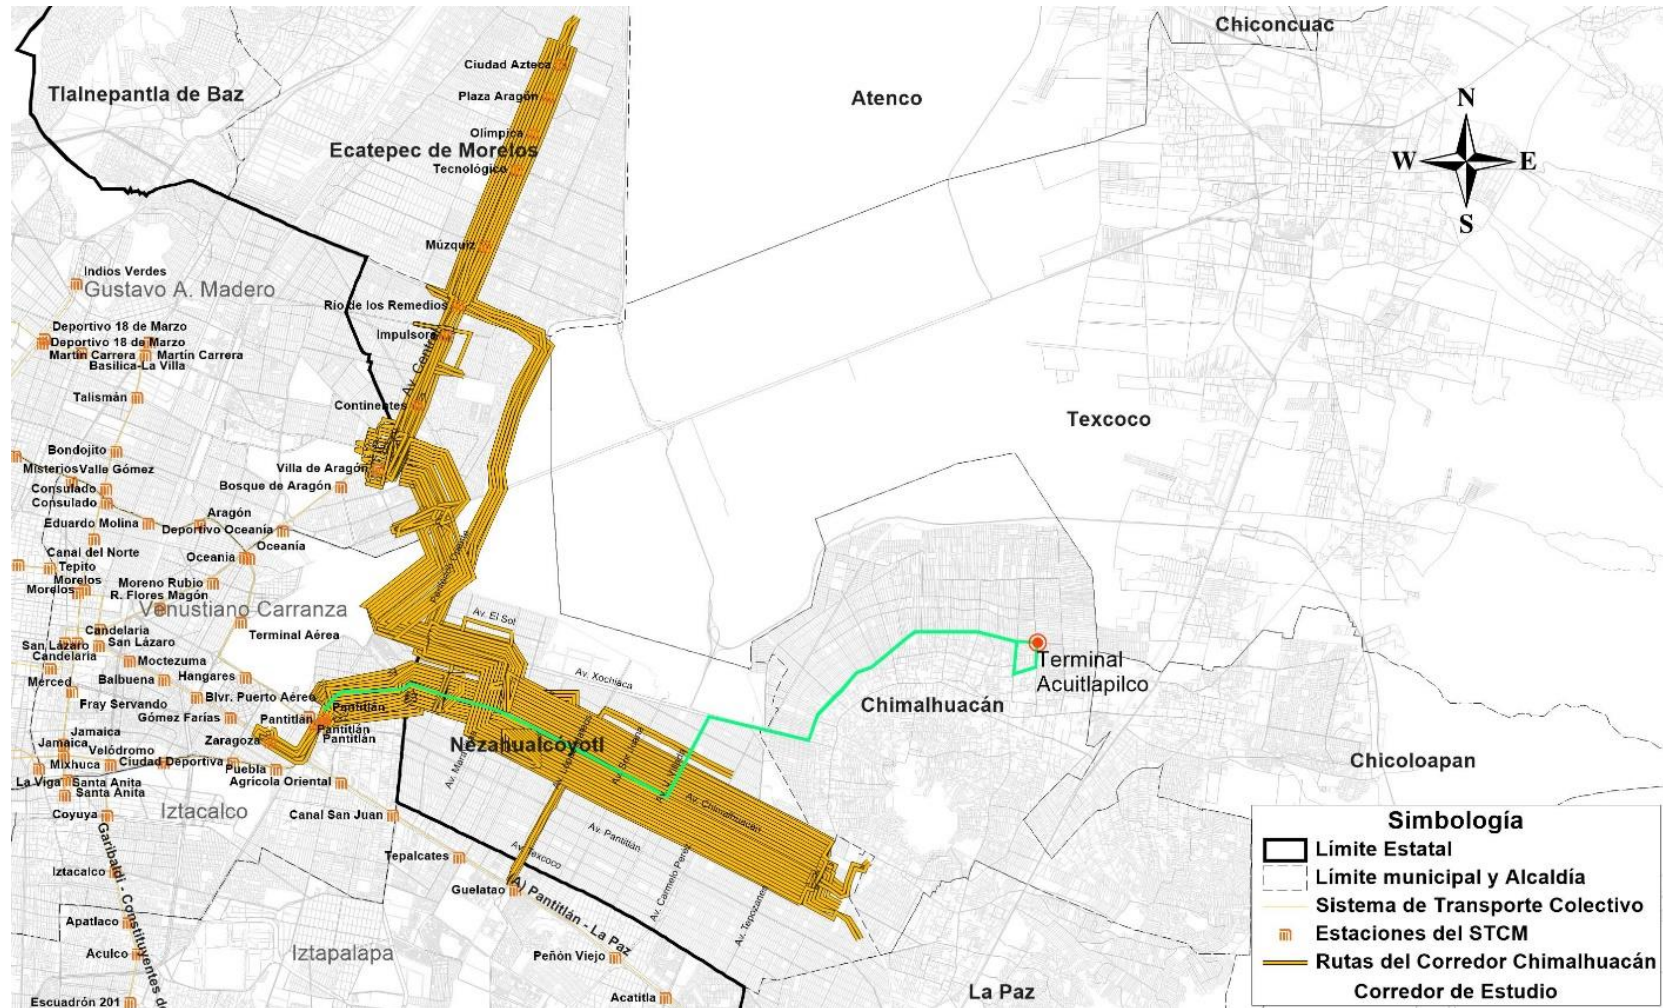 Chiconcuac
Ciudad Azteca
Tlalnepantla de Baz
Plaza Aragón
Atenco
N
Olímpica
Ecatepec de Morelos
W
E
Tecnológico
S
Múzquiz
Indios Verdes
Gustavo A. Madero
Río de los Remedios
Deportivo 18 de Marzo
Impulsora
Deportivo 18 de Marzo
Martín Carrera
Martín Carrera
Basílica-La Villa
Av. Central
Talismán
Continentes
Texcoco
Bondojito
Misterios
Valle Gómez
Villa de Aragón
Consulado
Bosque de Aragón
Consulado
Aragón
Eduardo Molina
Deportivo Oceanía
Canal del Norte
Oceanía
Oceania
Tepito
Morelos
Moreno Rubio
Morelos
R. Flores Magón
Venustiano Carranza
Av. El Sol
Candelaria
Terminal Aérea
San Lázaro
San Lázaro
Candelaria
Moctezuma
Terminal
Acuitlapilco
Merced
Balbuena
Hangares
Av. Xochiaca
Fray Servando
Blvr. Puerto Aéreo
Chimalhuacán
Gómez Farías
Pantitlán
Pantitlán
Pantitlán
Pantitlán
Jamaica
Jamaica
Zaragoza
Nezahualcóyotl
Velódromo
Mixhuca
Ciudad Deportiva
Puebla
Chicoloapan
La Viga
Santa Anita
Santa Anita
Agrícola Oriental
Av. Chimalhuacán
Coyuya
Iztacalco
Canal San Juan
Av. Pantitlán
Tepalcates
Av. Texcoco
Iztacalco
Guelatao
Av. Carmelo Perez
(A) Pantitlán - La Paz
Av. Tepozanes
Apatlaco
Garibaldi - Constituyentes de
Aculco
Iztapalapa
Peñón Viejo
Acatitla
La Paz
Escuadrón 201
Simbología
Límite Estatal
Límite municipal y Alcaldía
Sistema de Transporte Colectivo
Estaciones del STCM
Rutas del Corredor Chimalhuacán
Corredor de Estudio